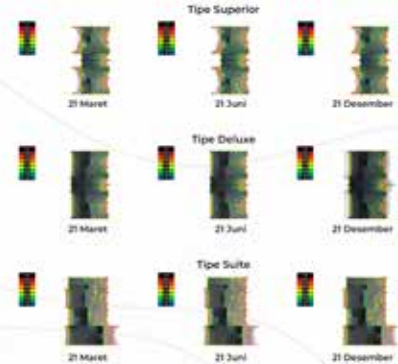 Tipe Superior
21 Maret 21 Juni 21 Desember
Tipe Deluxe
21 Maret 21 Juni 21 Desember
Tipe Suite
21 Maret 21 Juni 21 Desember